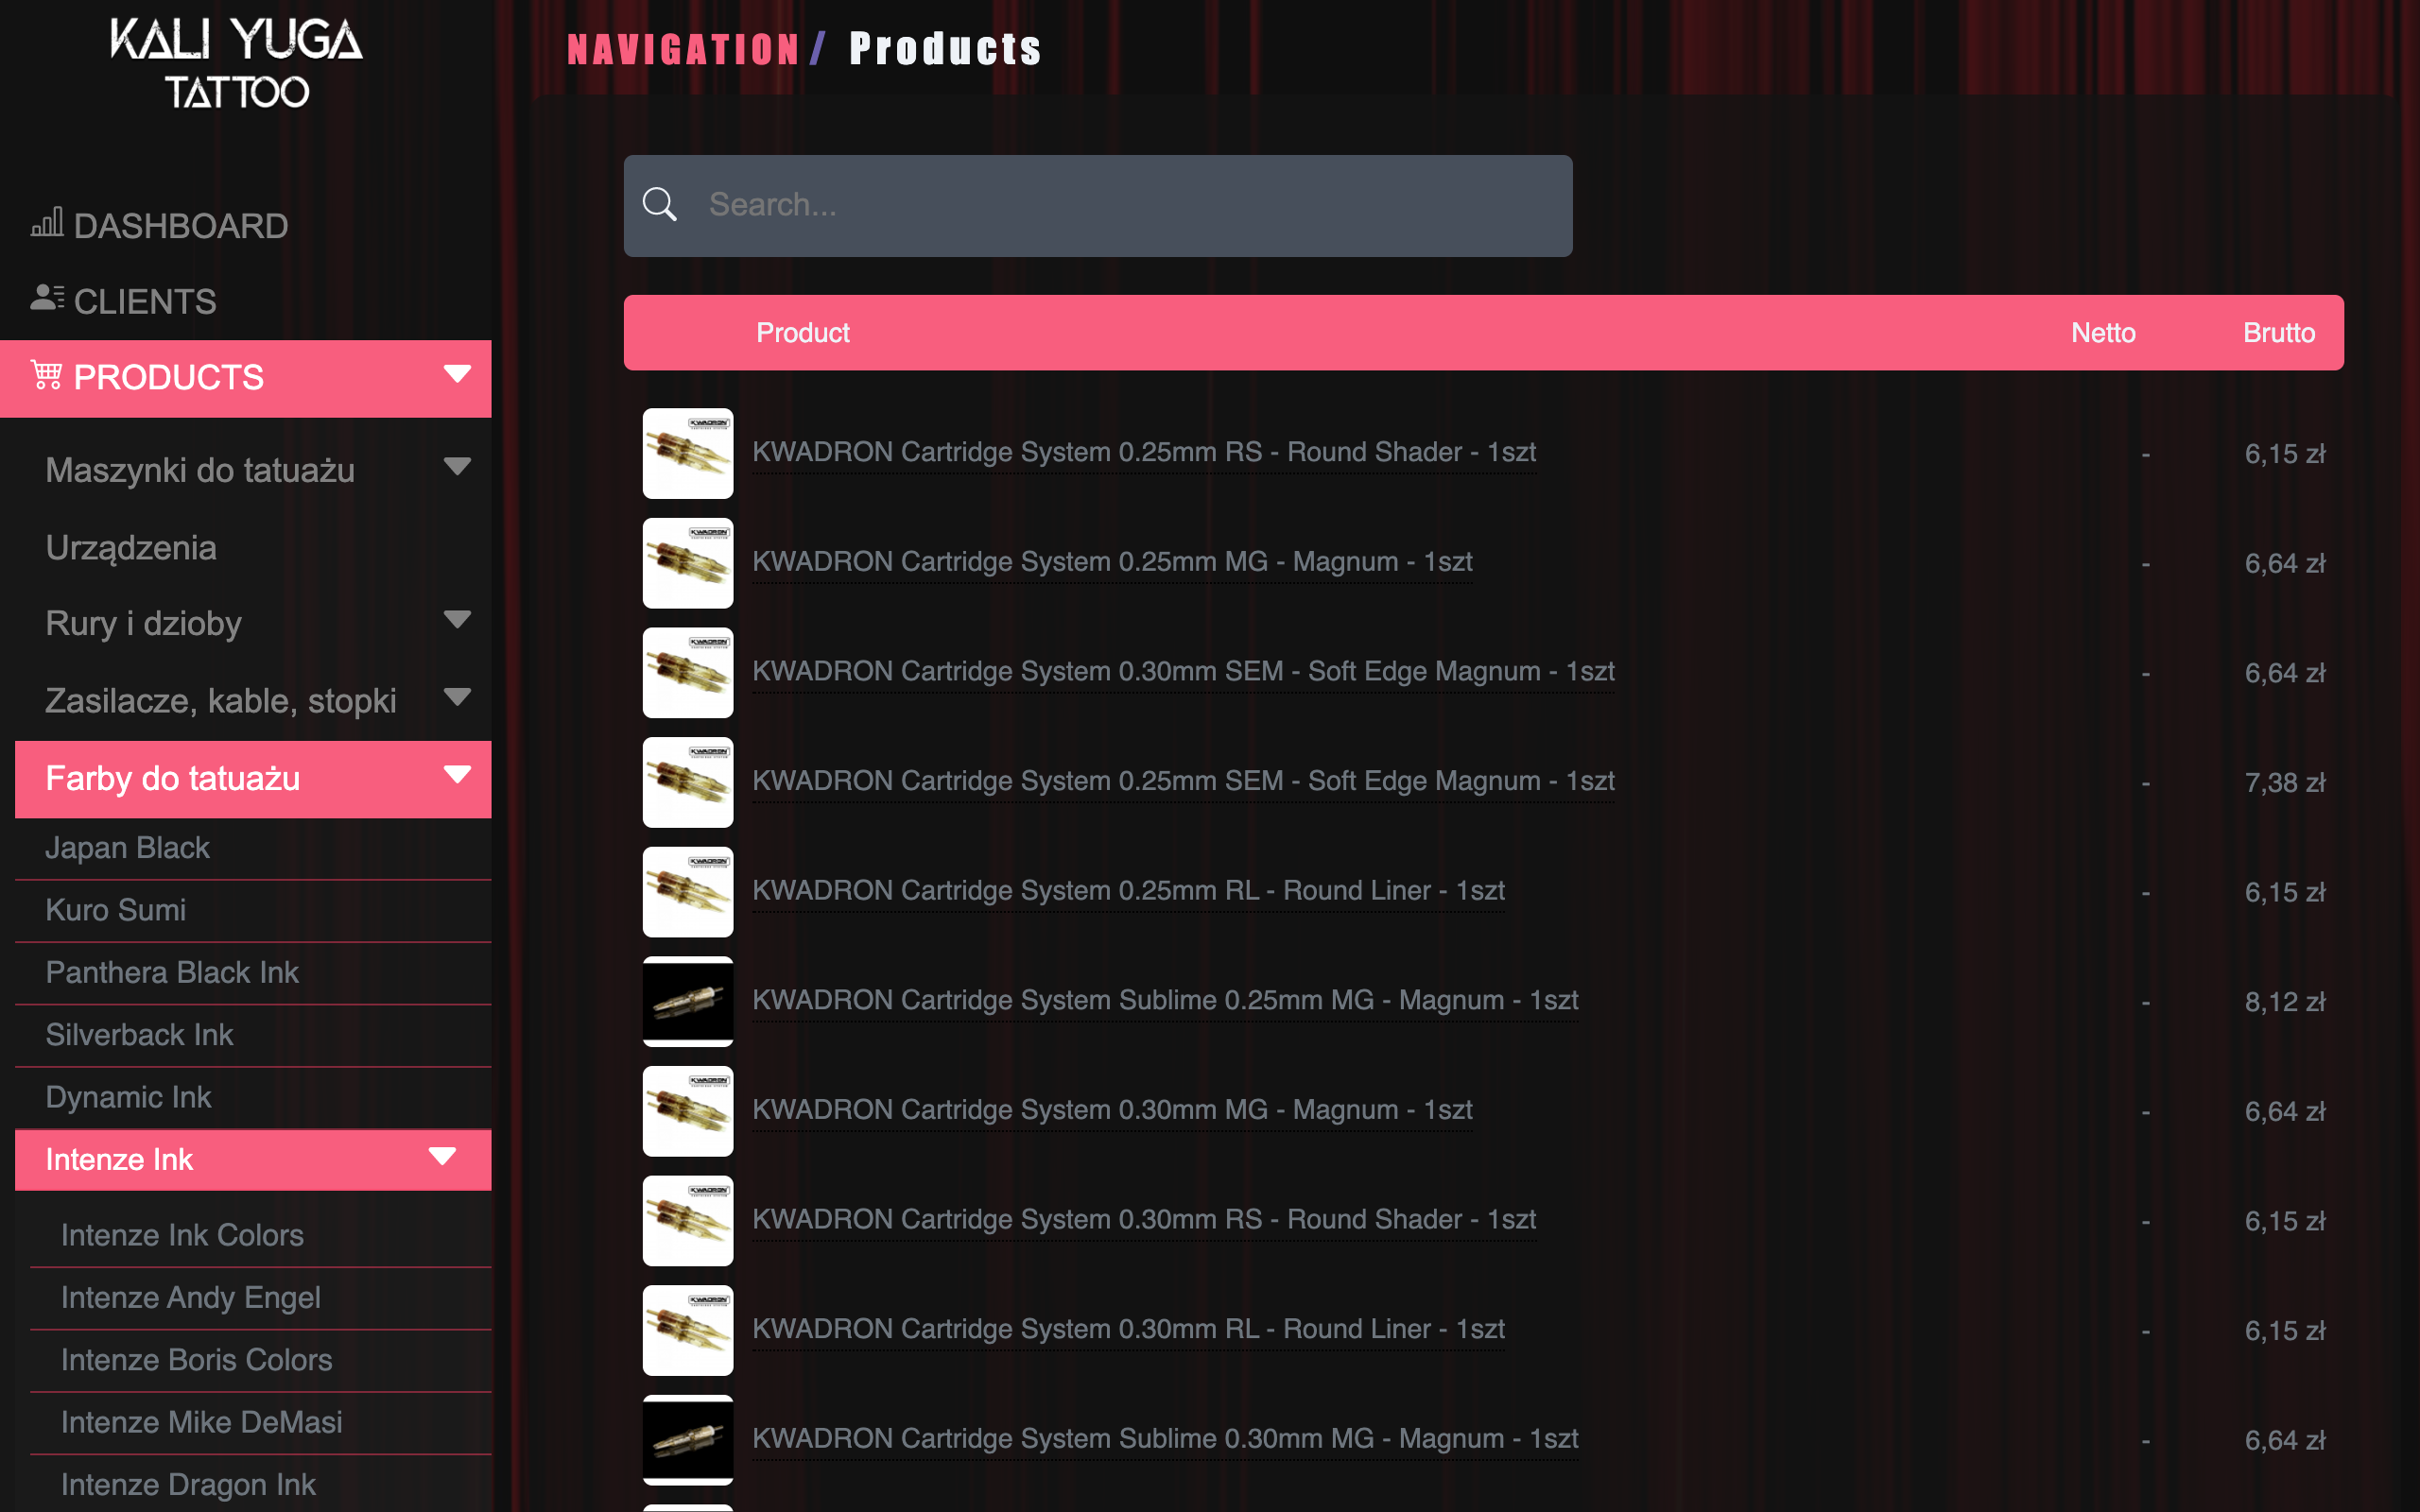 KALI YUGA
TATTOO
DASHBOARD
CLIENTS
PRODUCTS
Maszynki do tatuażu
Urządzenia
Rury i dzioby
Zasilacze, kable, stopki
Farby do tatuażu
Japan Black
Kuro Sumi
Panthera Black Ink
Silverback Ink
Dynamic Ink
Intenze Ink
Intenze Ink Colors
Intenze Andy Engel
Intenze Boris Colors
Intenze Mike DeMasi
Intenze Dragon Ink
NAVIGATION / Products
Search...
Product Netto Brutto
KWADRON Cartridge System 0.25mm RS - Round Shader - 1szt - 6,15 zł
KWADRON Cartridge System 0.25mm MG - Magnum - 1szt - 6,64 zł
KWADRON Cartridge System 0.30mm SEM - Soft Edge Magnum - 1szt - 6,64 zł
KWADRON Cartridge System 0.25mm SEM - Soft Edge Magnum - 1szt - 7,38 zł
KWADRON Cartridge System 0.25mm RL - Round Liner - 1szt - 6,15 zł
KWADRON Cartridge System Sublime 0.25mm MG - Magnum - 1szt - 8,12 zł
KWADRON Cartridge System 0.30mm MG - Magnum - 1szt - 6,64 zł
KWADRON Cartridge System 0.30mm RS - Round Shader - 1szt - 6,15 zł
KWADRON Cartridge System 0.30mm RL - Round Liner - 1szt - 6,15 zł
KWADRON Cartridge System Sublime 0.30mm MG - Magnum - 1szt - 6,64 zł